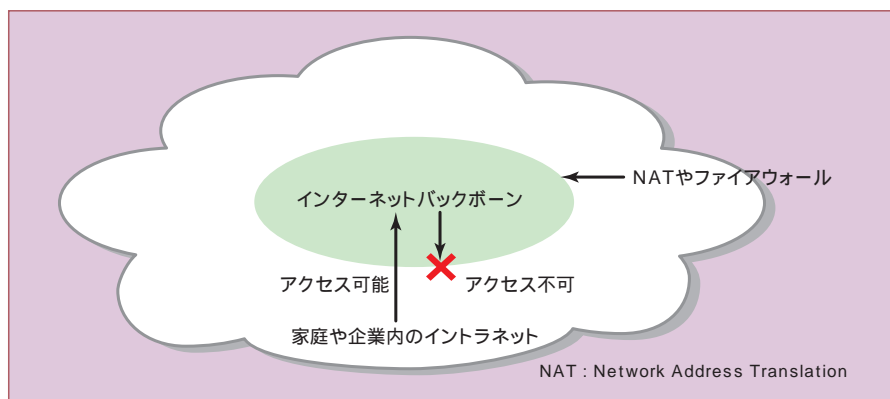 NATやファイアウォール
インターネットバックボーン
アクセス可能
アクセス不可
家庭や企業内のイントラネット
NAT : Network Address Translation